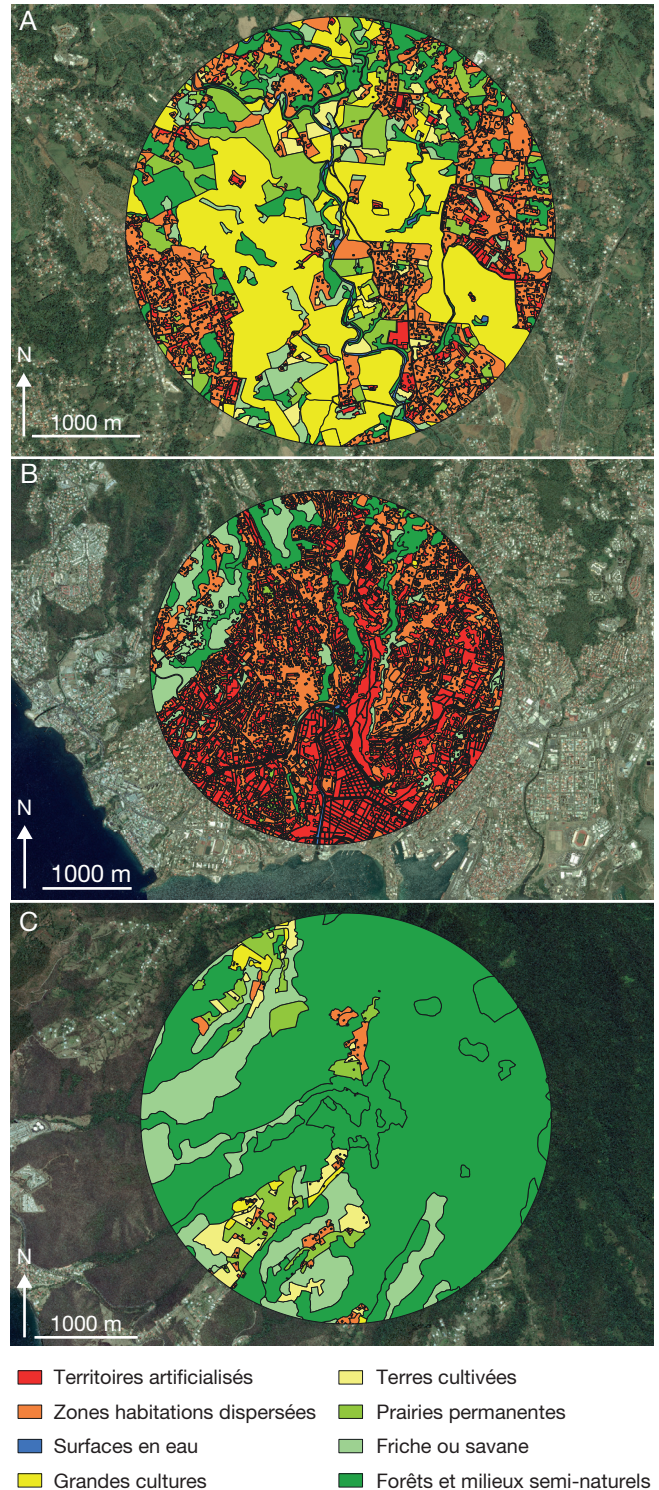 A
N
1000 m
B
N
1000 m
C
N
1000 m
Territoires artificialisés
Zones habitations dispersées
Surfaces en eau
Grandes cultures
Terres cultivées
Prairies permanentes
Friche ou savane
Forêts et milieux semi-naturels